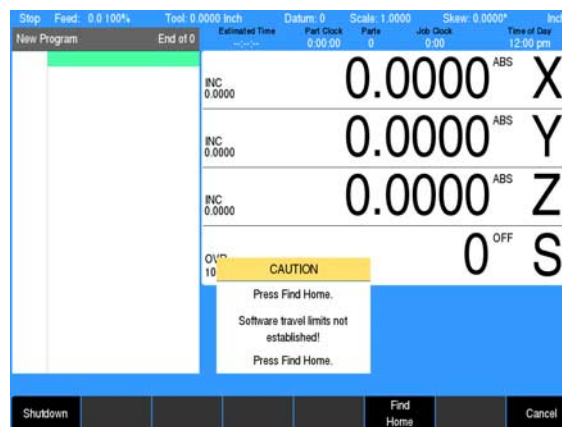 Stop Feed: 0.0 100% Tool: 0.0000 Inch Datum: 0 Scale: 1.0000 Skew: 0.0000° Inc
New Program End of 0
Estimated Time Part Clock Parts Job Clock Time of Day
--:--:-- 0:00:00 0 0:00 12:00 pm
INC 0.0000 ABS X
0.0000
INC 0.0000 ABS Y
0.0000
INC 0.0000 ABS Z
0.0000
0 OFF S
10
CAUTION
Press Find Home.
Software travel limits not
established!
Press Find Home.
Shutdown Find Cancel
Home